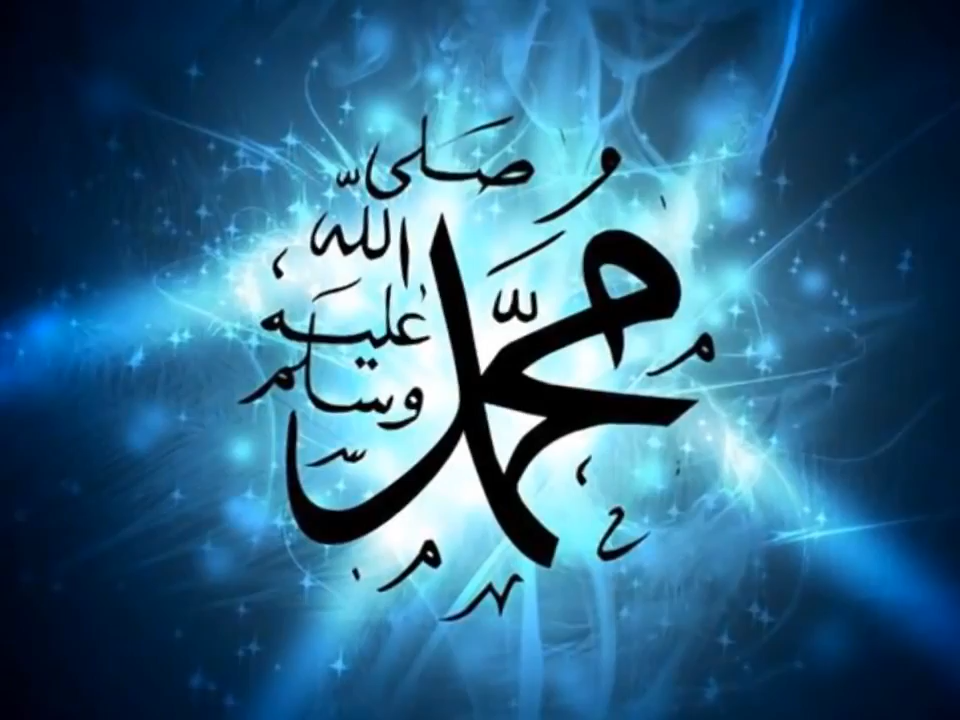 محمد
صلى
الله
عليه
وسلم